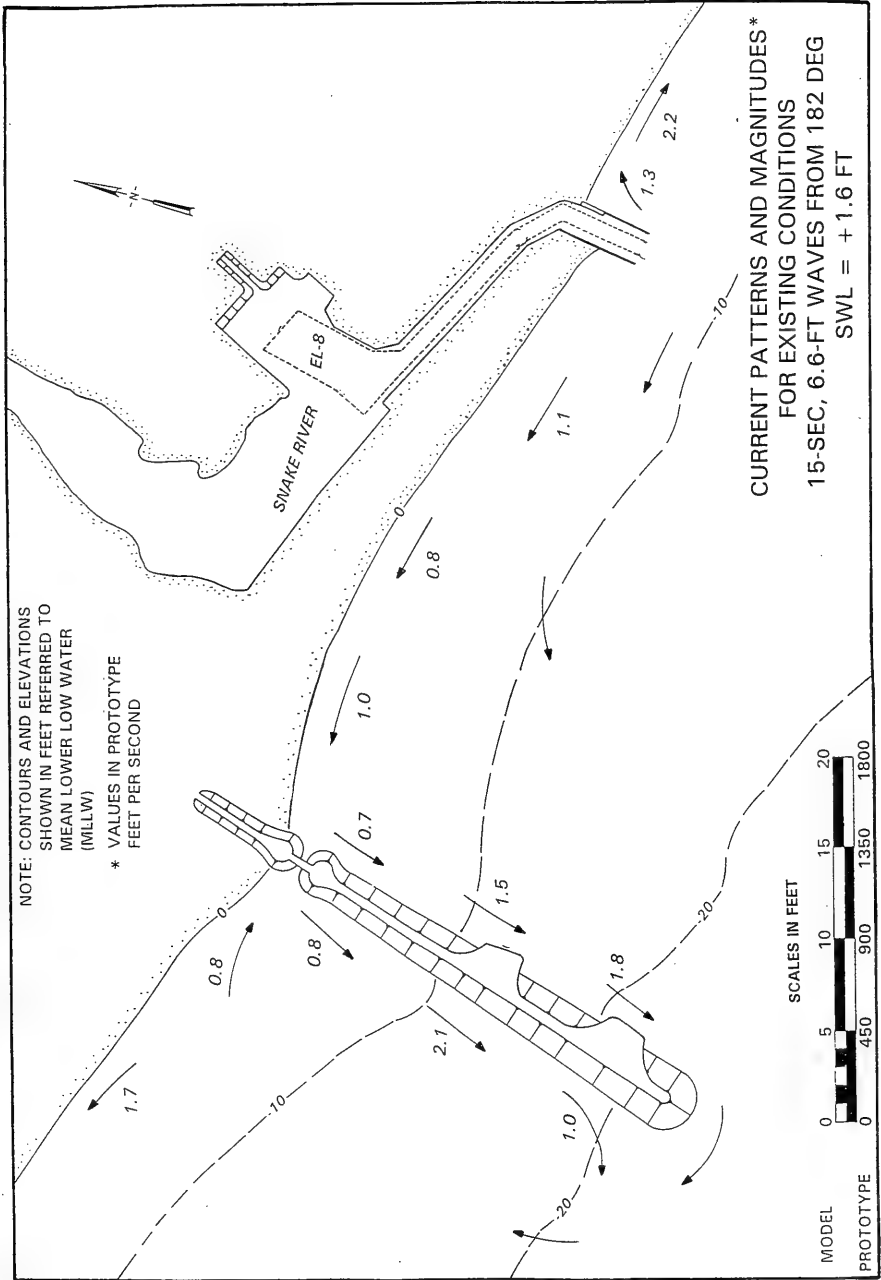 NOTE: CONTOURS AND ELEVATIONS
SHOWN IN FEET REFERRED TO
MEAN LOWER LOW WATER
(MLLW)
* VALUES IN PROTOTYPE
FEET PER SECOND
-N-
SNAKE RIVER
EL-8
0
0
1.7
0.8
0.8
0.7
1.0
0.8
1.1
1.3
2.2
2.1
1.5
1.8
1.0
-10
-10
-20
-20
CURRENT PATTERNS AND MAGNITUDES*
FOR EXISTING CONDITIONS
15-SEC, 6.6-FT WAVES FROM 182 DEG
SWL = +1.6 FT
SCALES IN FEET
MODEL 0 5 10 15 20
PROTOTYPE 0 450 900 1350 1800